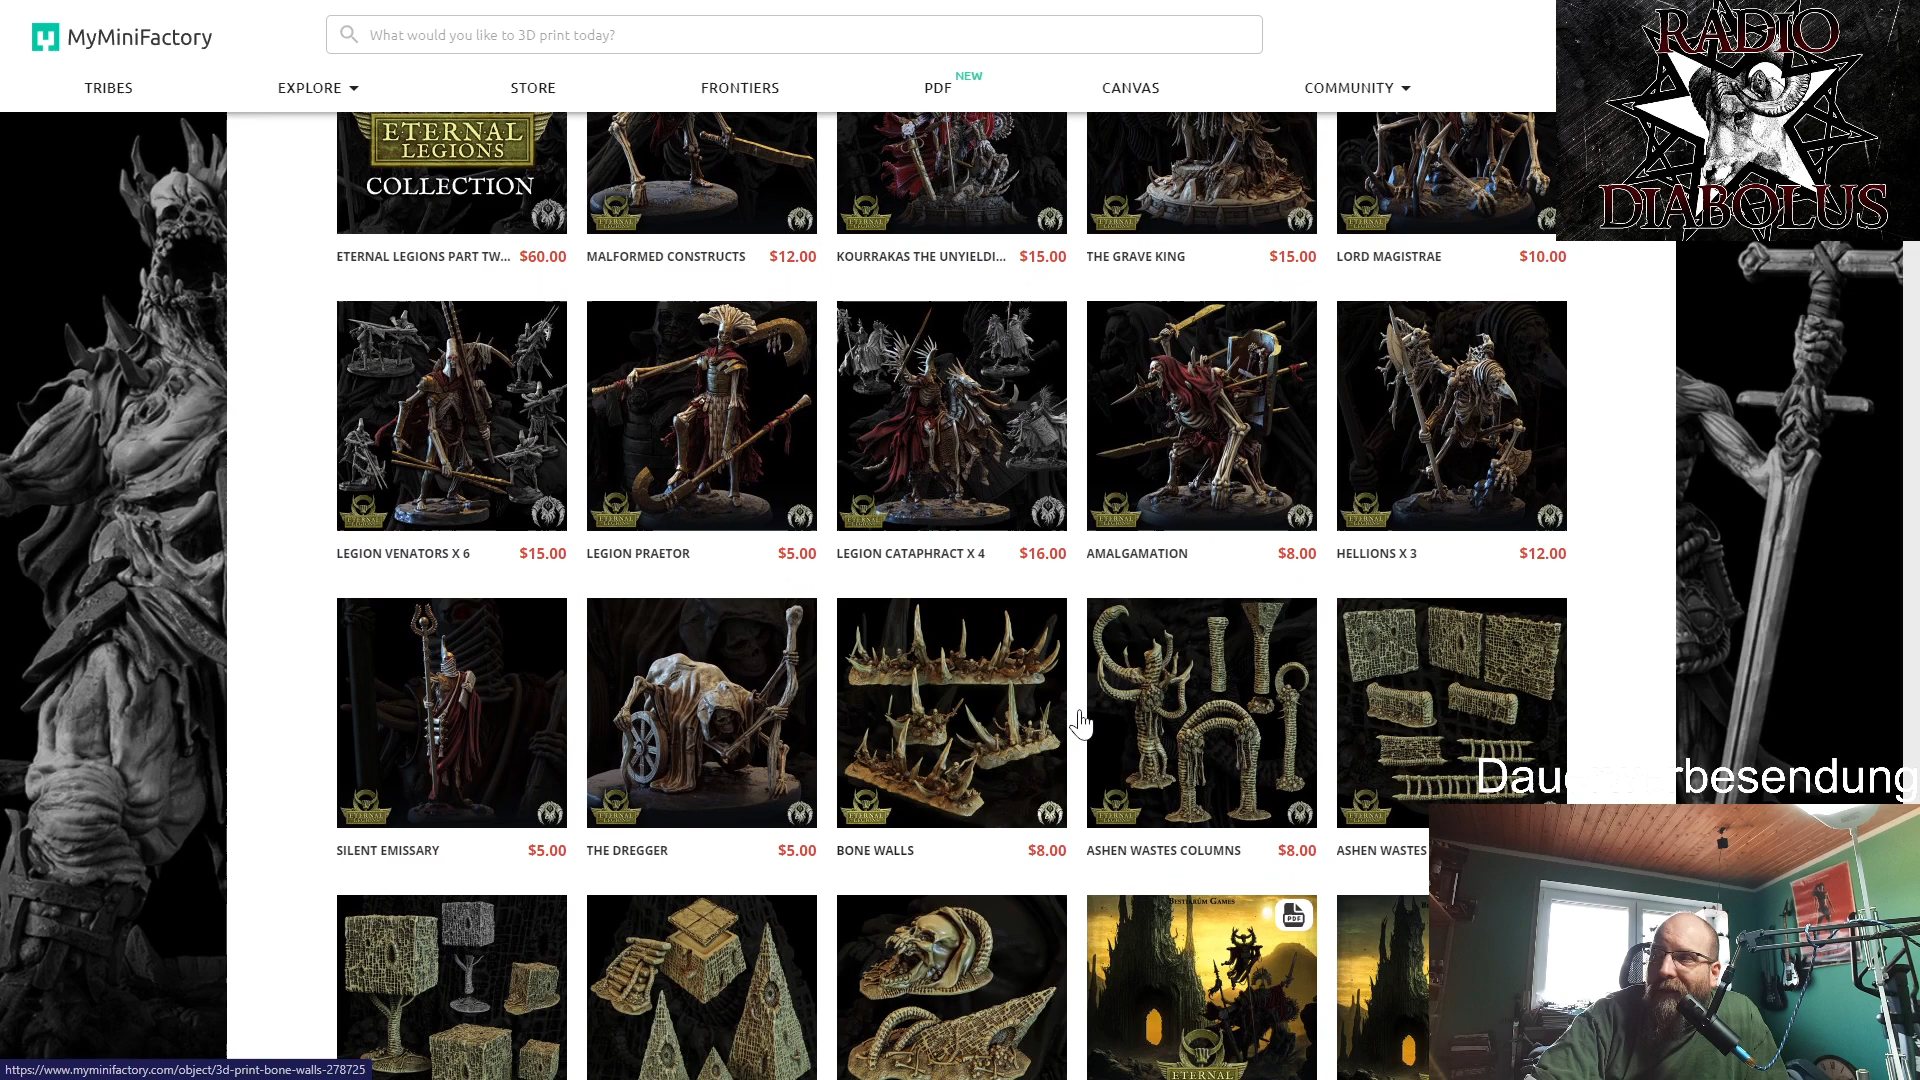 MyMiniFactory
What would you like to 3D print today?
TRIBES
EXPLORE
STORE
FRONTIERS
PDF
NEW
CANVAS
COMMUNITY
RADIO
DIABOLUS
ETERNAL
LEGIONS
COLLECTION
ETERNAL LEGIONS PART TW... $60.00
MALFORMED CONSTRUCTS $12.00
KOURRAKAS THE UNYIELDI... $15.00
THE GRAVE KING $15.00
LORD MAGISTRAE $10.00
LEGION VENATORS X 6 $15.00
LEGION PRAETOR $5.00
LEGION CATAPHRACT X 4 $16.00
AMALGAMATION $8.00
HELLIONS X 3 $12.00
SILENT EMISSARY $5.00
THE DREGGER $5.00
BONE WALLS $8.00
ASHEN WASTES COLUMNS $8.00
ASHEN WASTES
BESTIARUM GAMES
PDF
ETERNAL
https://www.myminifactory.com/object/3d-print-bone-walls-278725